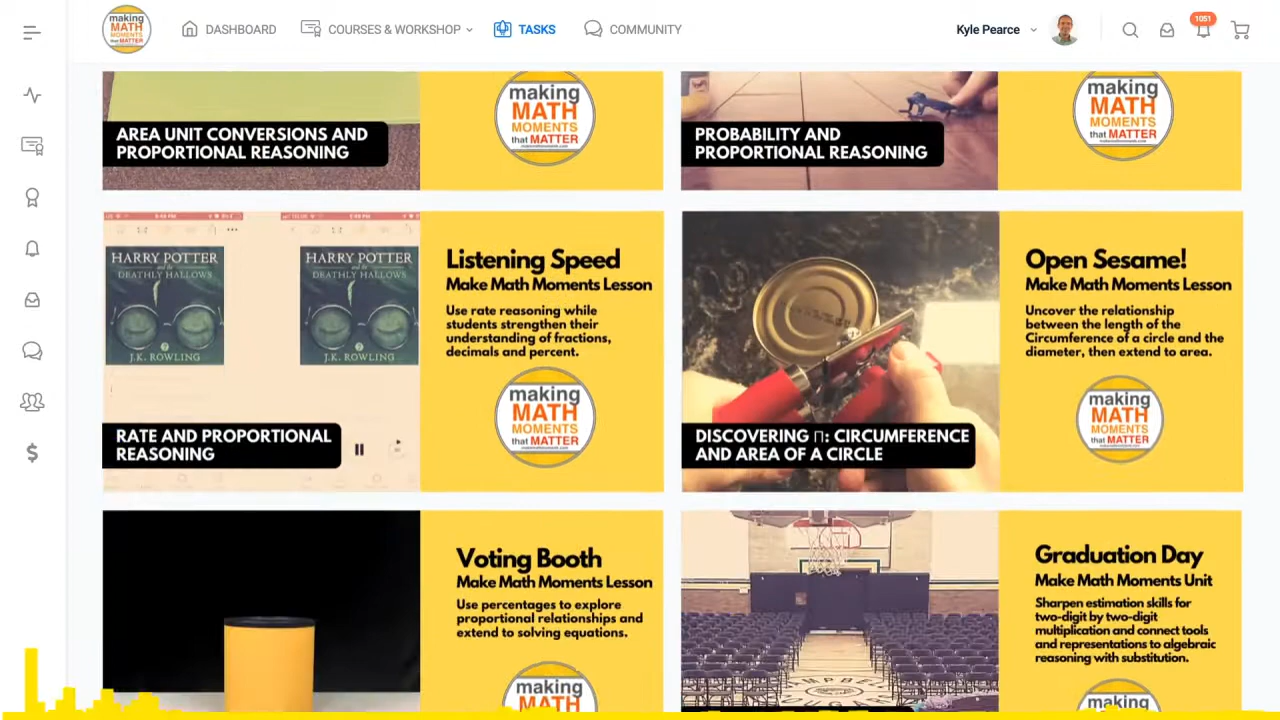 making
MATH
MOMENTS
that MATTER
DASHBOARD
COURSES & WORKSHOP
TASKS
COMMUNITY
Kyle Pearce
1051
AREA UNIT CONVERSIONS AND
PROPORTIONAL REASONING
making
MATH
MOMENTS
that MATTER
PROBABILITY AND
PROPORTIONAL REASONING
making
MATH
MOMENTS
that MATTER
HARRY POTTER
and the
DEATHLY HALLOWS
J.K. ROWLING
HARRY POTTER
and the
DEATHLY HALLOWS
J.K. ROWLING
RATE AND PROPORTIONAL
REASONING
Listening Speed
Make Math Moments Lesson
Use rate reasoning while
students strengthen their
understanding of fractions,
decimals and percent.
making
MATH
MOMENTS
that MATTER
DISCOVERING Π: CIRCUMFERENCE
AND AREA OF A CIRCLE
Open Sesame!
Make Math Moments Lesson
Uncover the relationship
between the length of the
Circumference of a circle and the
diameter, then extend to area.
making
MATH
MOMENTS
that MATTER
Voting Booth
Make Math Moments Lesson
Use percentages to explore
proportional relationships and
extend to solving equations.
making
MATH
Graduation Day
Make Math Moments Unit
Sharpen estimation skills for
two-digit by two-digit
multiplication and connect tools
and representations to algebraic
reasoning with substitution.
making